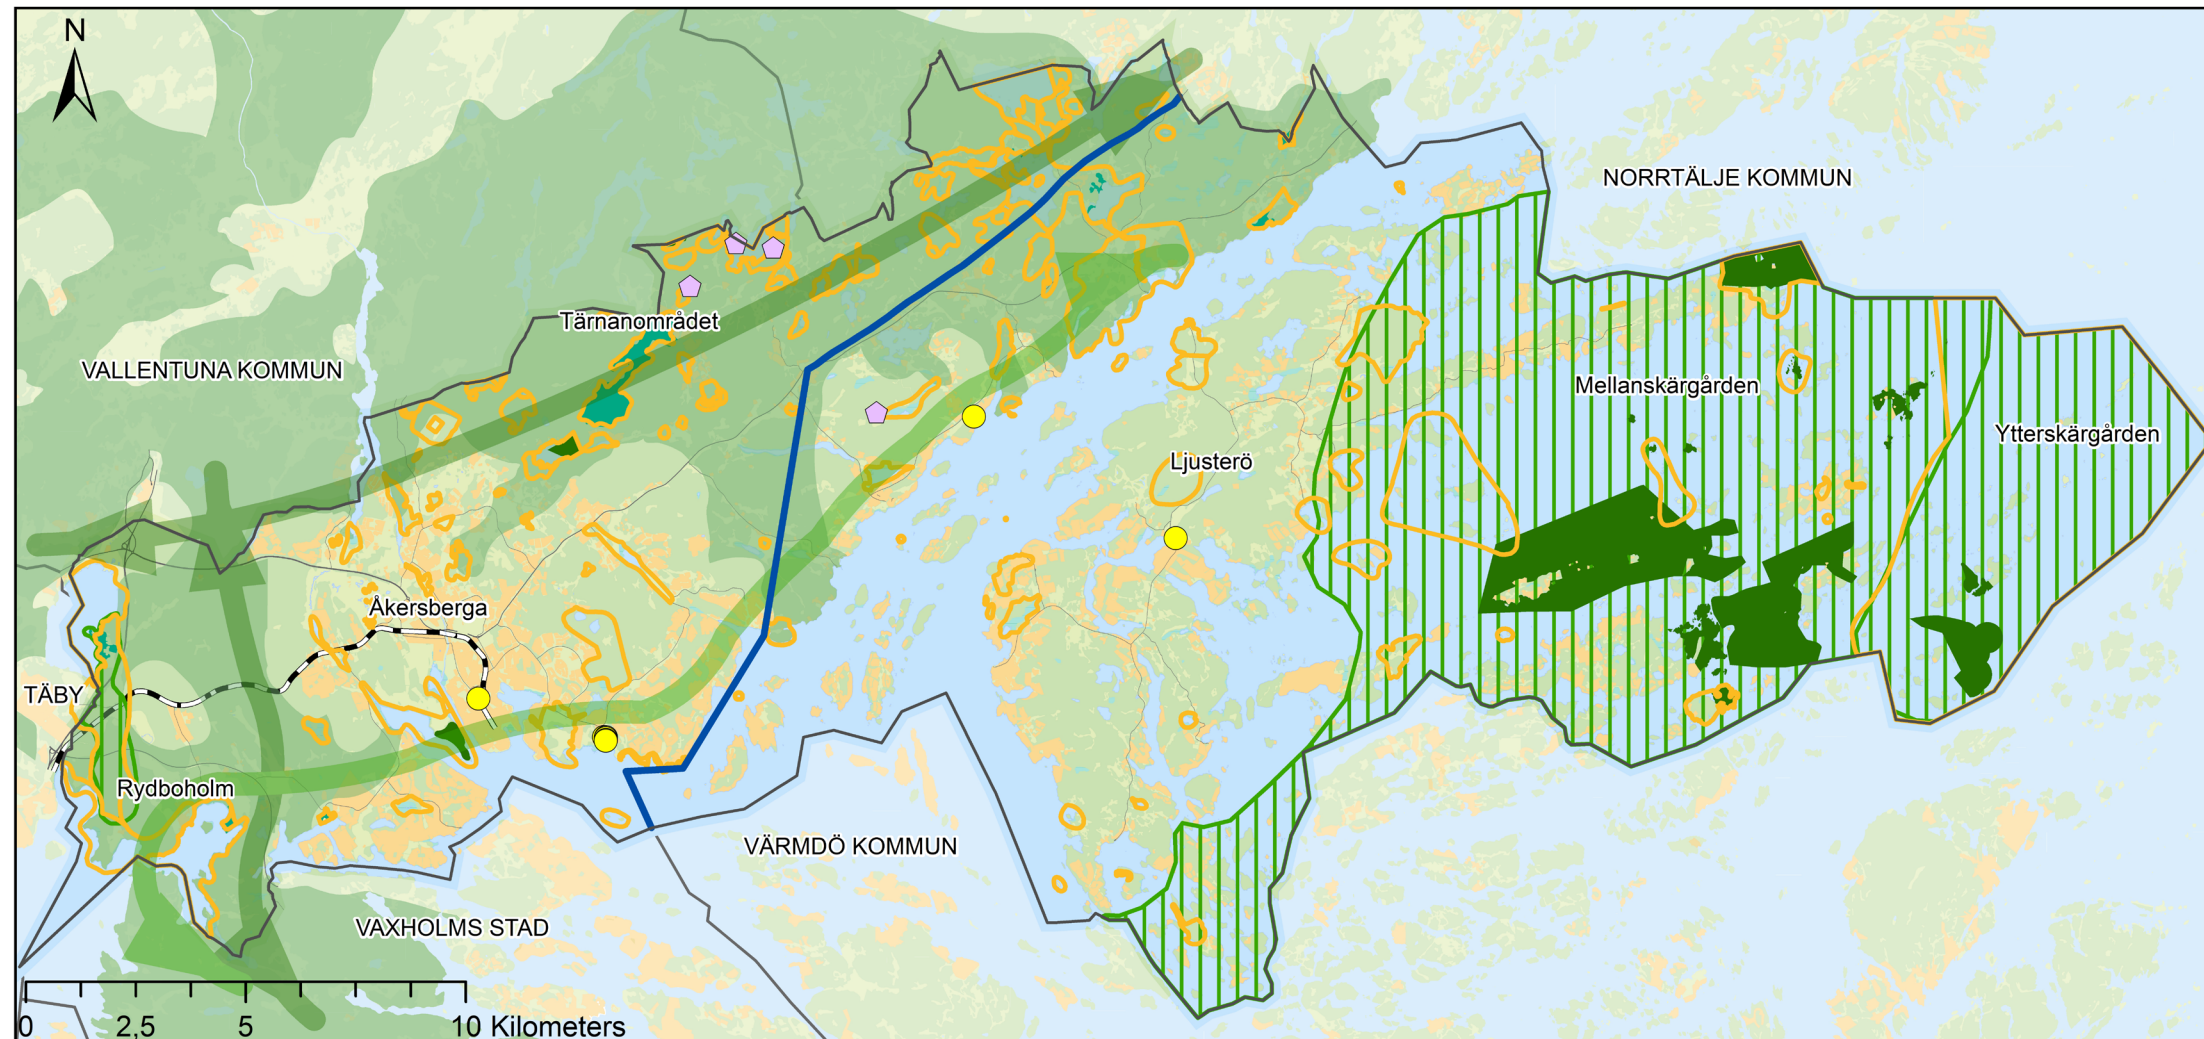 N
NORRTÄLJE KOMMUN
Tärnanområdet
VALLENTUNA KOMMUN
Mellanskärgården
Ytterskärgården
Ljusterö
Åkersberga
TÄBY
Rydboholm
VÄRMDÖ KOMMUN
VAXHOLMS STAD
0 2,5 5 10 Kilometers